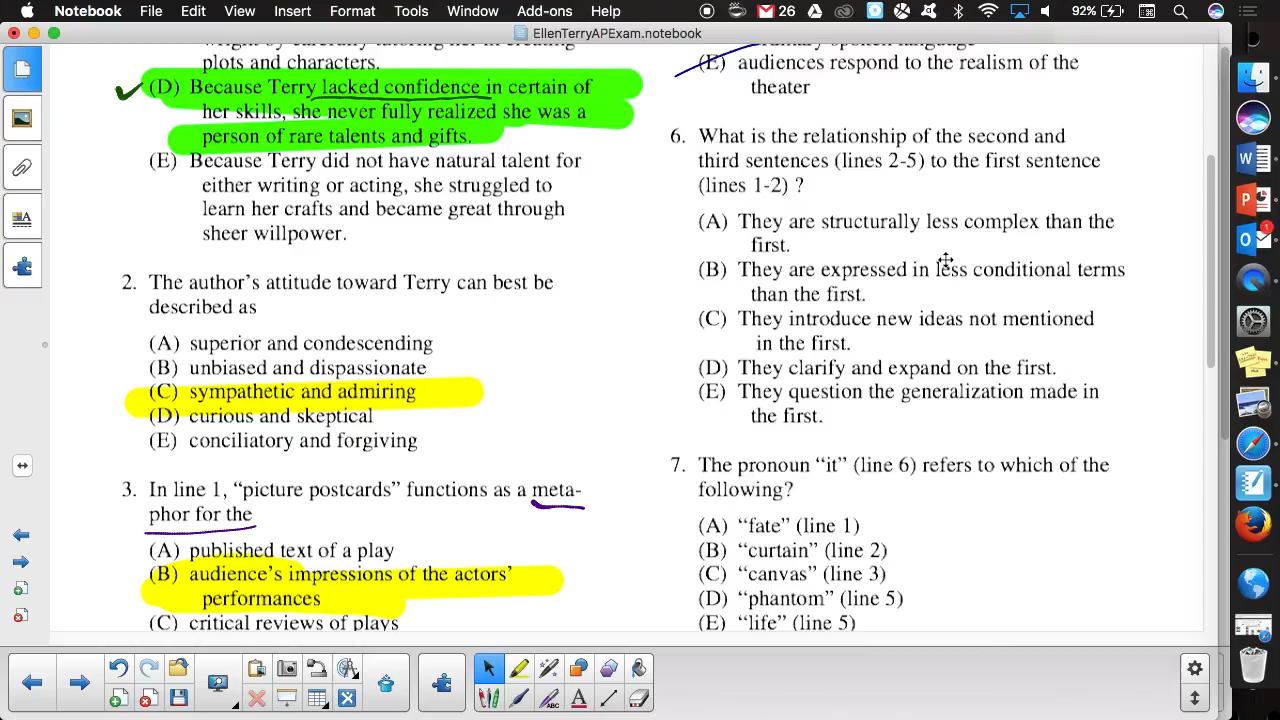 Notebook File Edit View Insert Format Tools Window Add-ons Help 26 92%
EllenTerryAPExam.notebook
plots and characters.
(D) Because Terry lacked confidence in certain of
her skills, she never fully realized she was a
person of rare talents and gifts.
(E) Because Terry did not have natural talent for
either writing or acting, she struggled to
learn her crafts and became great through
sheer willpower.
2. The author's attitude toward Terry can best be
described as
(A) superior and condescending
(B) unbiased and dispassionate
(C) sympathetic and admiring
(D) curious and skeptical
(E) conciliatory and forgiving
3. In line 1, “picture postcards” functions as a meta-
phor for the
(A) published text of a play
(B) audience's impressions of the actors'
performances
(C) critical reviews of plays
(E) audiences respond to the realism of the
theater
6. What is the relationship of the second and
third sentences (lines 2-5) to the first sentence
(lines 1-2) ?
(A) They are structurally less complex than the
first.
(B) They are expressed in less conditional terms
than the first.
(C) They introduce new ideas not mentioned
in the first.
(D) They clarify and expand on the first.
(E) They question the generalization made in
the first.
7. The pronoun “it” (line 6) refers to which of the
following?
(A) “fate” (line 1)
(B) “curtain” (line 2)
(C) “canvas” (line 3)
(D) “phantom” (line 5)
(E) “life” (line 5)